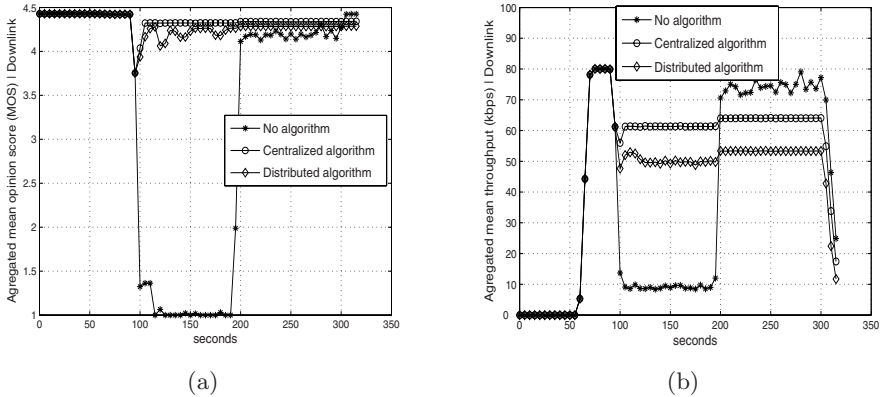 Agregated mean opinion score (MOS) | Downlink
4.5
4
3.5
3
2.5
2
1.5
1
No algorithm
Centralized algorithm
Distributed algorithm
0 50 100 150 200 250 300 350
seconds
(a)
Agregated mean throughput (kbps) | Downlink
100
90
80
70
60
50
40
30
20
10
0
No algorithm
Centralized algorithm
Distributed algorithm
0 50 100 150 200 250 300 350
seconds
(b)